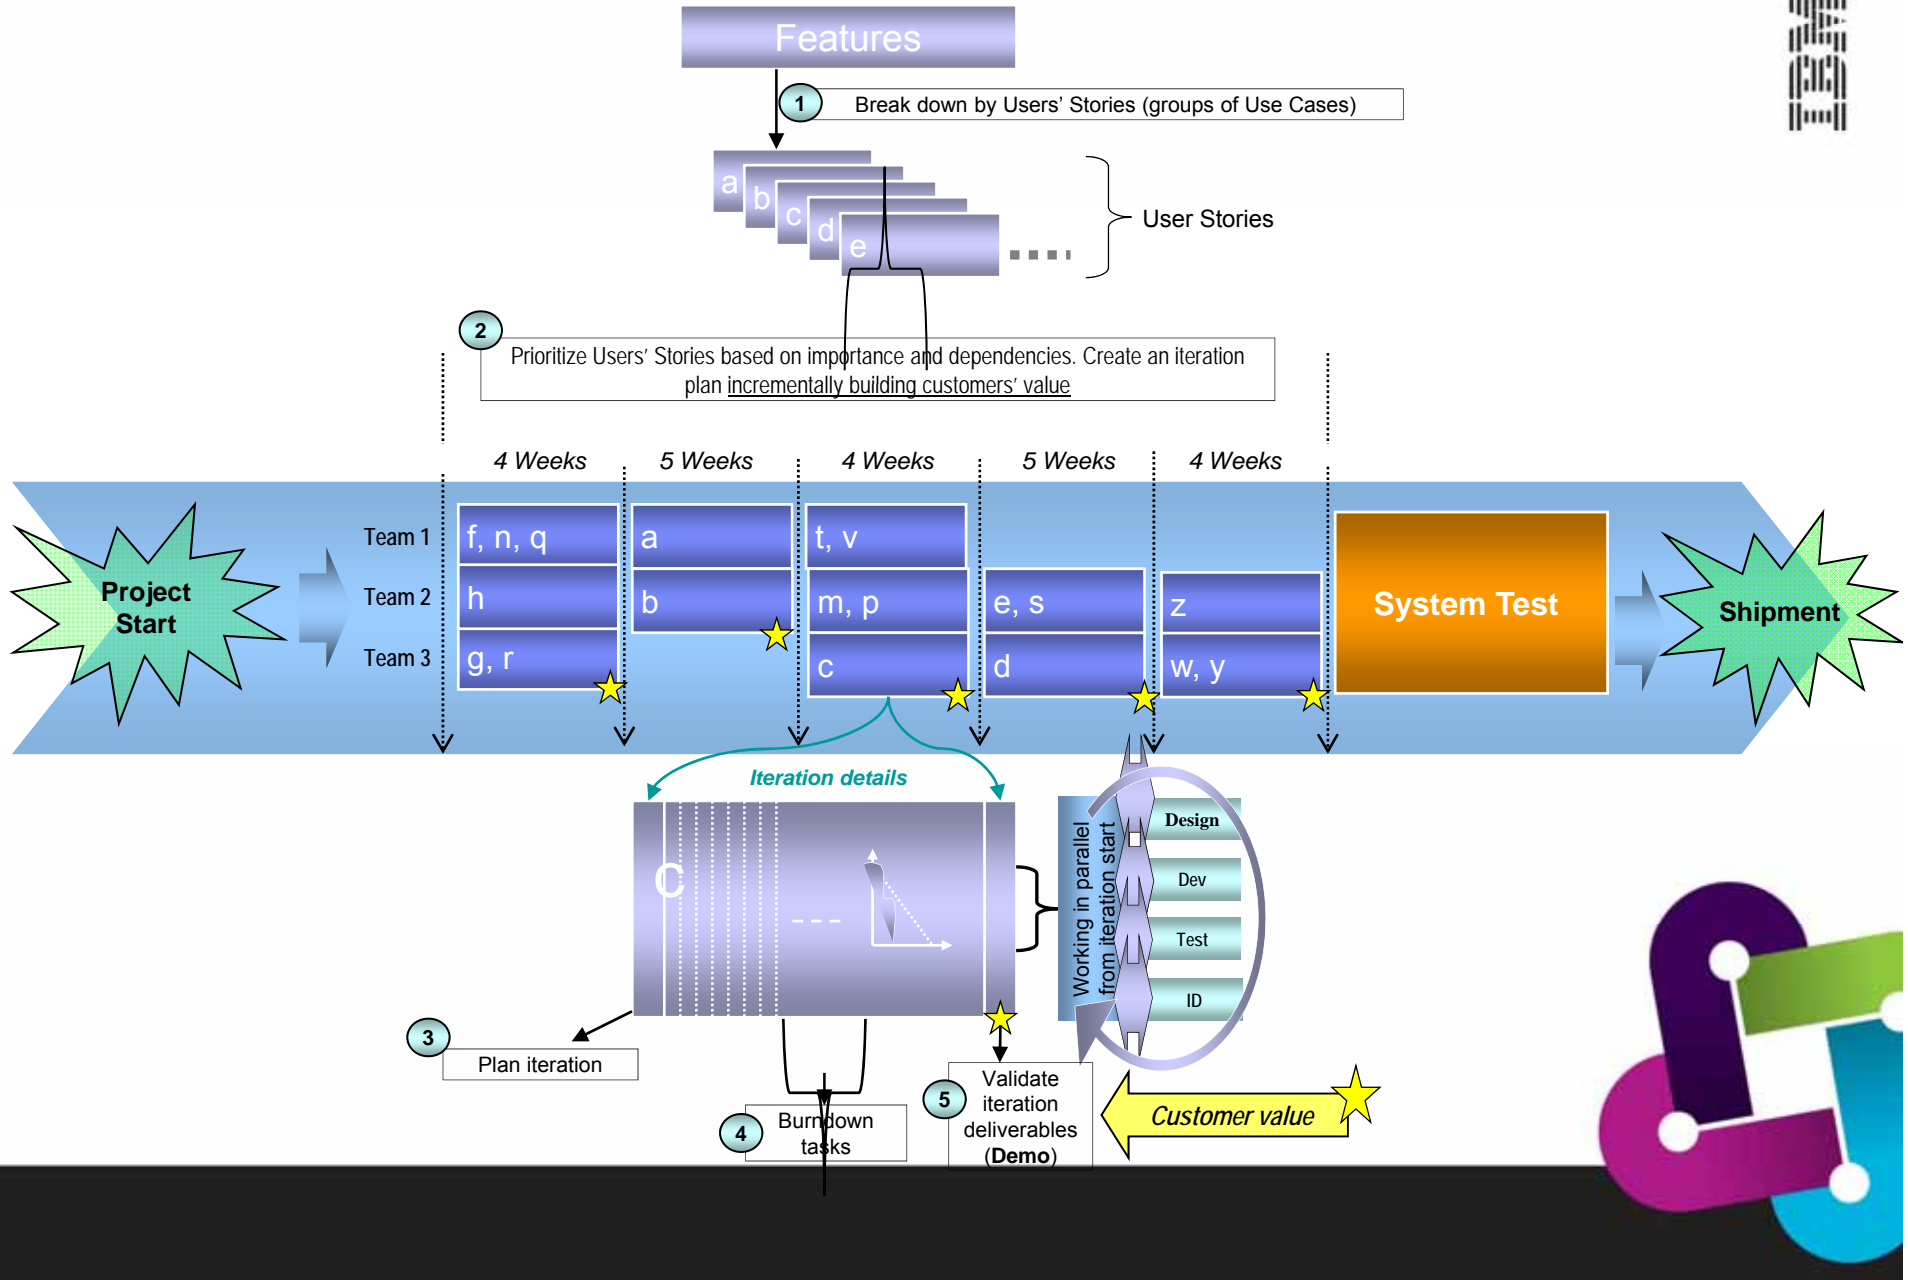 Features
IBM
1
Break down by Users' Stories (groups of Use Cases)
a
b
c
d
e
User Stories
2
Prioritize Users' Stories based on importance and dependencies. Create an iteration
plan incrementally building customers' value
4 Weeks
5 Weeks
4 Weeks
5 Weeks
4 Weeks
Project
Start
Team 1
Team 2
Team 3
f, n, q
h
g, r
a
b
t, v
m, p
c
e, s
d
z
w, y
System Test
Shipment
Iteration details
C
Working in parallel
from iteration start
Design
Dev
Test
ID
3
Plan iteration
4
Burndown
tasks
5
Validate
iteration
deliverables
(Demo)
Customer value